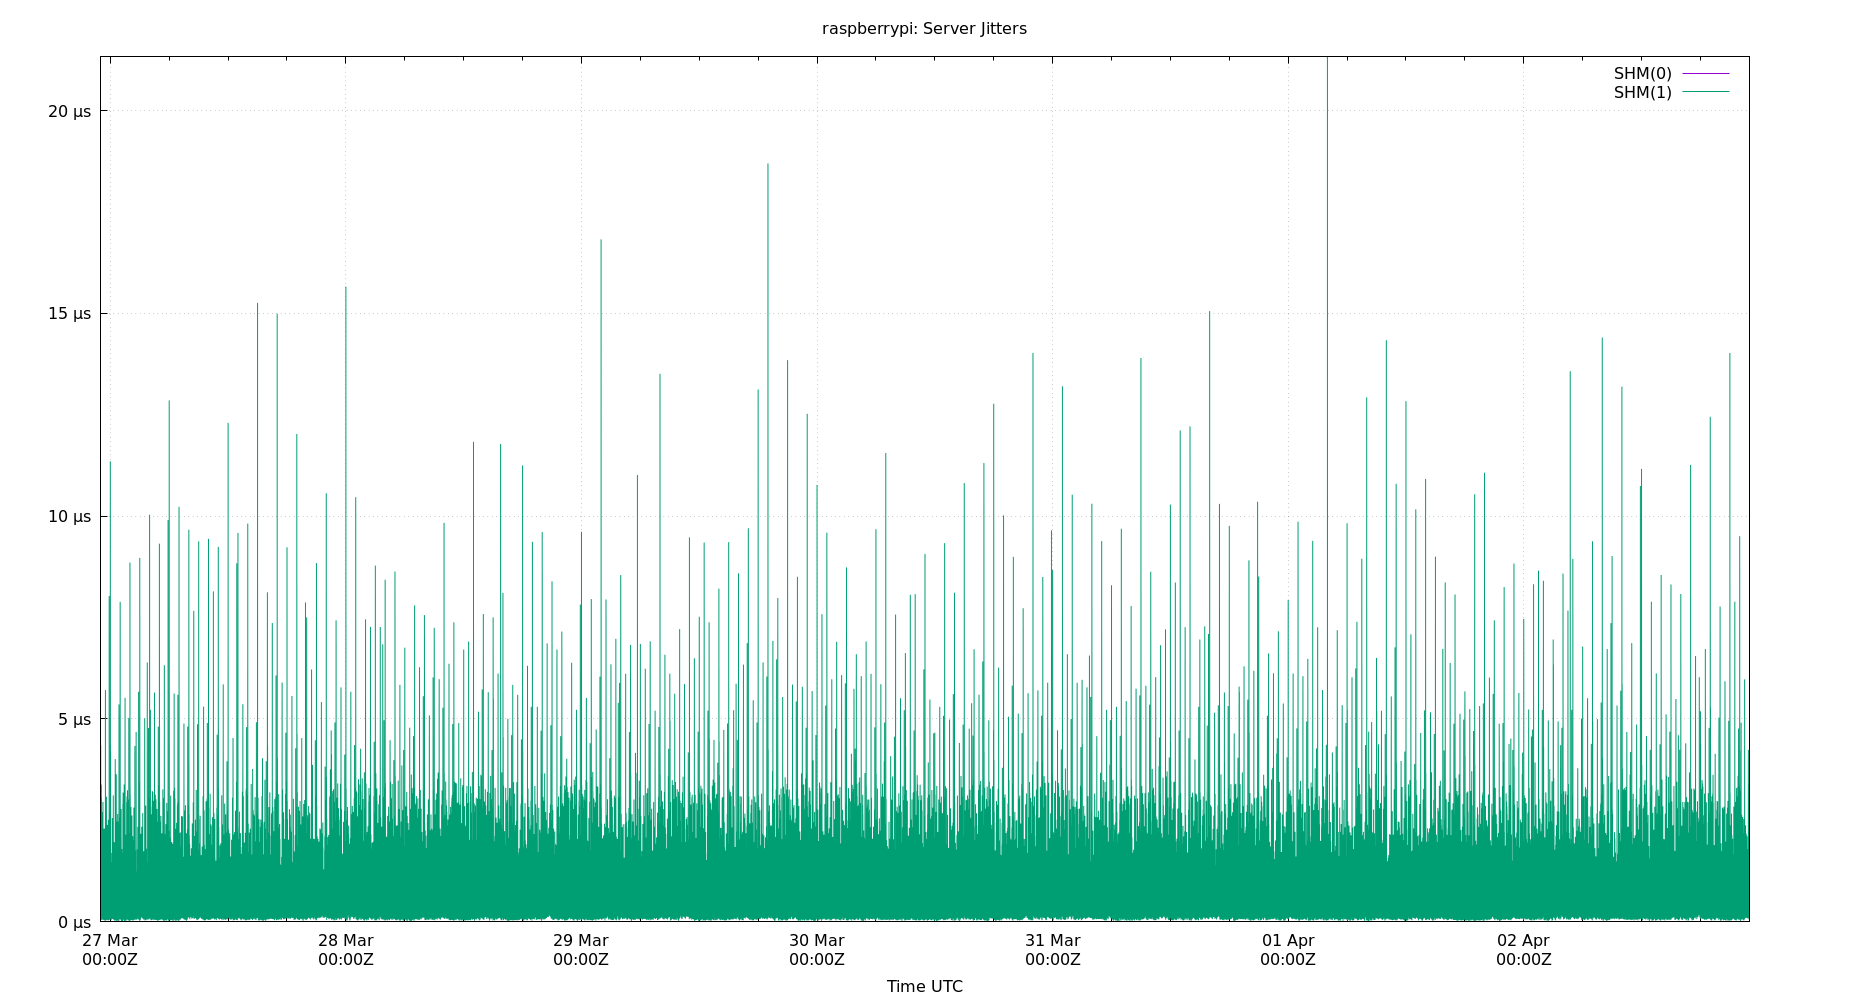 raspberrypi: Server Jitters
SHM(0)
SHM(1)
20 µs
15 µs
10 µs
5 µs
0 µs
27 Mar 28 Mar 29 Mar 30 Mar 31 Mar 01 Apr 02 Apr
00:00Z 00:00Z 00:00Z 00:00Z 00:00Z 00:00Z 00:00Z
Time UTC